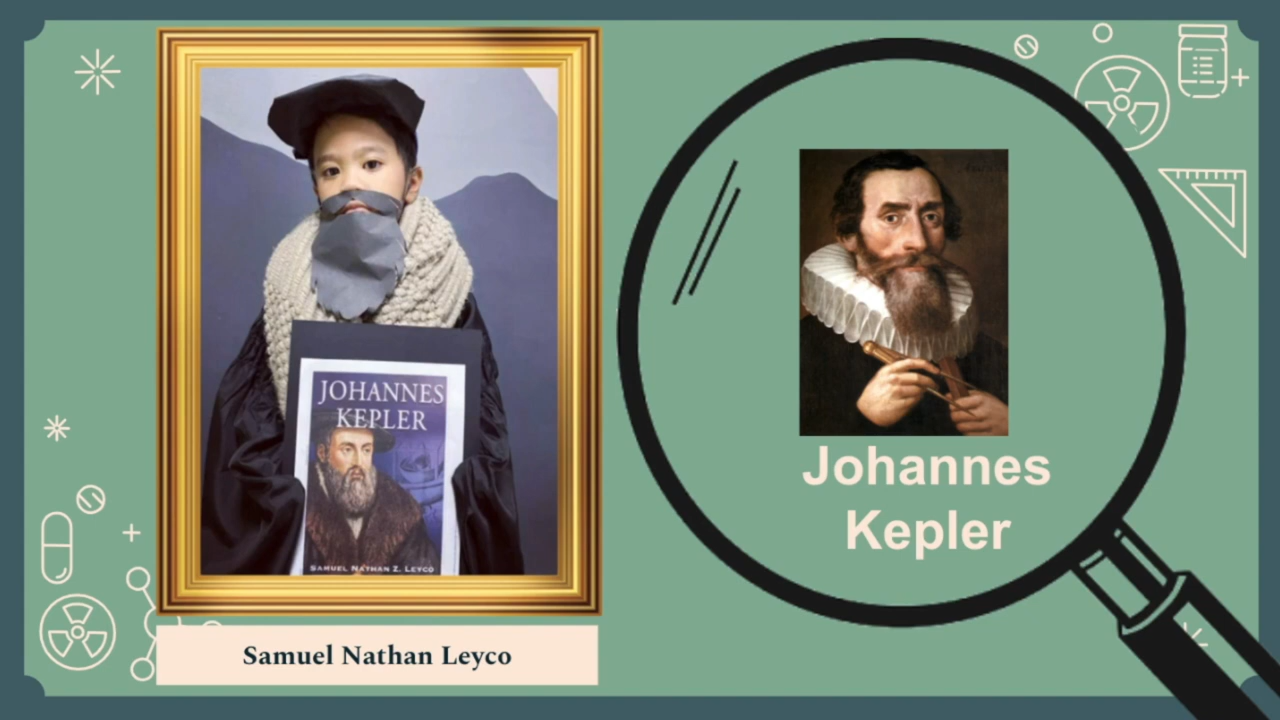 JOHANNES
KEPLER
SAMUEL NATHAN Z. LEYCO
Samuel Nathan Leyco
Johannes
Kepler